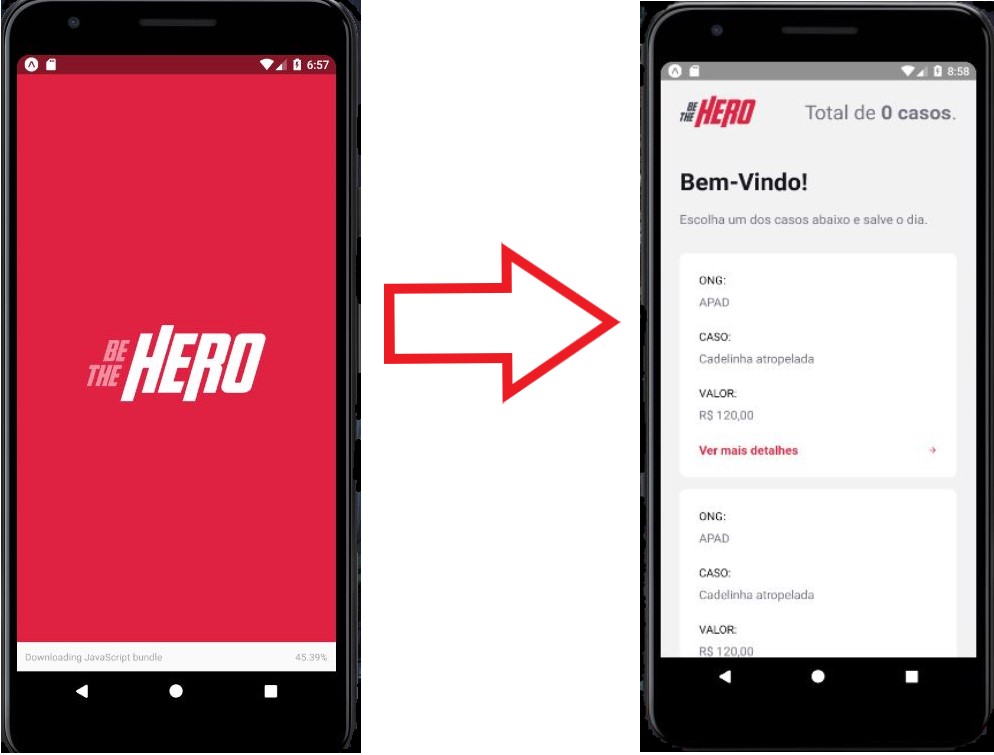 6:57
BE
THE HERO
Downloading JavaScript bundle 45.39%
8:58
BE
THE HERO
Total de 0 casos.
Bem-Vindo!
Escolha um dos casos abaixo e salve o dia.
ONG:
APAD
CASO:
Cadelinha atropelada
VALOR:
R$ 120,00
Ver mais detalhes →
ONG:
APAD
CASO:
Cadelinha atropelada
VALOR:
R$ 120,00